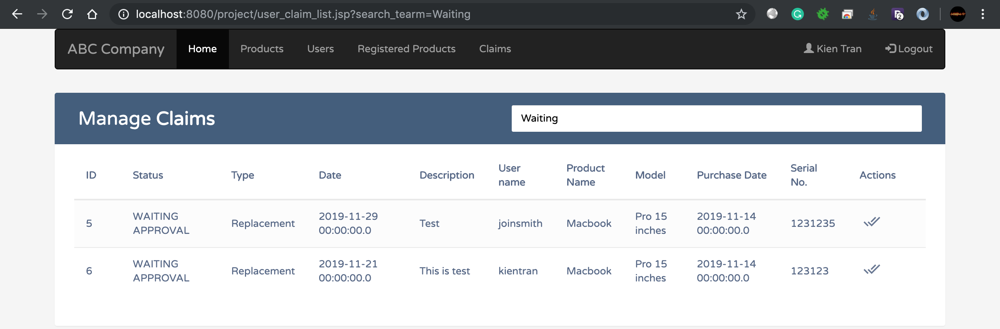 localhost:8080/project/user_claim_list.jsp?search_tearm=Waiting
2
ABC Company Home Products Users Registered Products Claims Kien Tran Logout
Manage Claims Waiting
ID Status Type Date Description User name Product Name Model Purchase Date Serial No. Actions
5 WAITING APPROVAL Replacement 2019-11-29 00:00:00.0 Test joinsmith Macbook Pro 15 inches 2019-11-14 00:00:00.0 1231235
6 WAITING APPROVAL Replacement 2019-11-21 00:00:00.0 This is test kientran Macbook Pro 15 inches 2019-11-14 00:00:00.0 123123